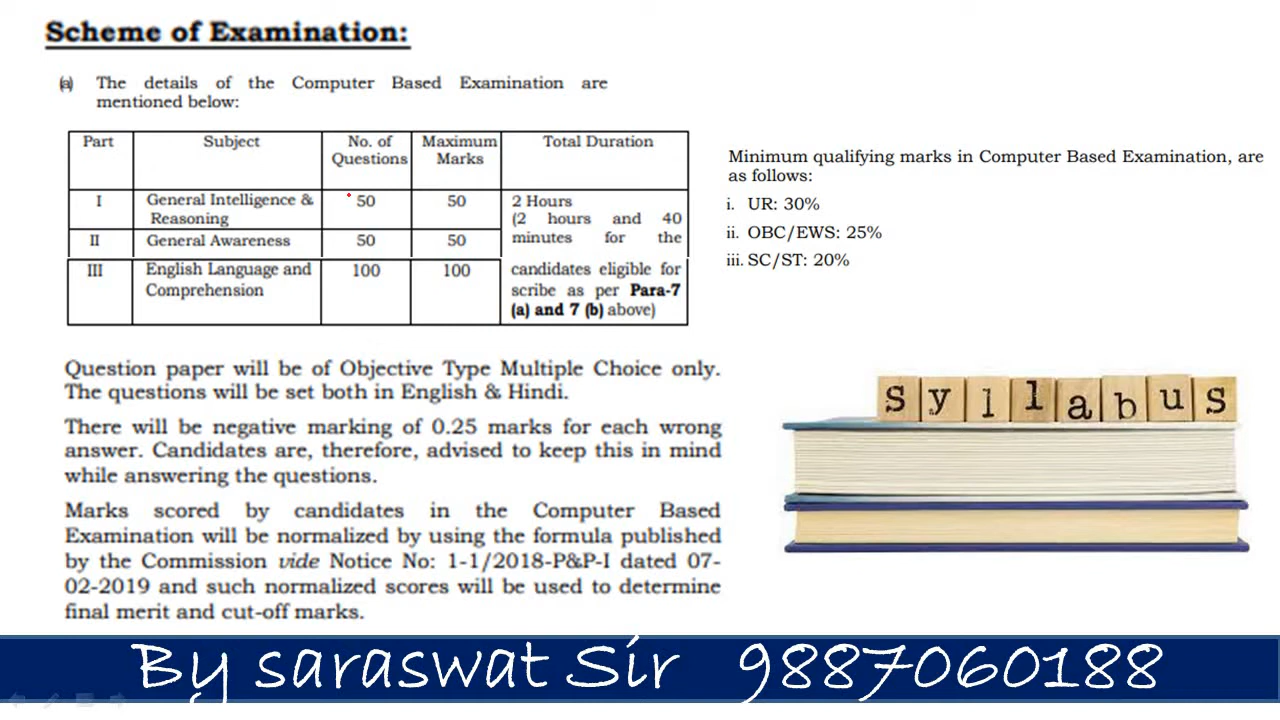 Scheme of Examination:
(a) The details of the Computer Based Examination are
mentioned below:
Part Subject No. of Questions Maximum Marks Total Duration
I General Intelligence & Reasoning 50 50 2 Hours
(2 hours and 40
II General Awareness 50 50 minutes for the
III English Language and Comprehension 100 100 candidates eligible for
scribe as per Para-7
(a) and 7 (b) above)
Minimum qualifying marks in Computer Based Examination, are
as follows:
i. UR: 30%
ii. OBC/EWS: 25%
iii. SC/ST: 20%
Question paper will be of Objective Type Multiple Choice only.
The questions will be set both in English & Hindi.
There will be negative marking of 0.25 marks for each wrong
answer. Candidates are, therefore, advised to keep this in mind
while answering the questions.
Marks scored by candidates in the Computer Based
Examination will be normalized by using the formula published
by the Commission vide Notice No: 1-1/2018-P&P-I dated 07-
02-2019 and such normalized scores will be used to determine
final merit and cut-off marks.
syllabus
By saraswat Sir 9887060188